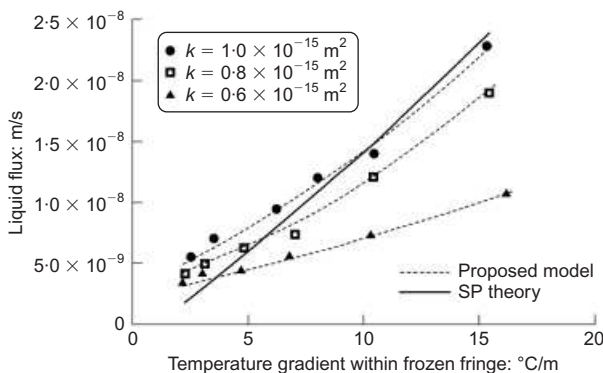 2·5 × 10⁻⁸
2·0 × 10⁻⁸
1·5 × 10⁻⁸
1·0 × 10⁻⁸
5·0 × 10⁻⁹
0
Liquid flux: m/s
k = 1·0 × 10⁻¹⁵ m²
k = 0·8 × 10⁻¹⁵ m²
k = 0·6 × 10⁻¹⁵ m²
Proposed model
SP theory
0 5 10 15 20
Temperature gradient within frozen fringe: °C/m